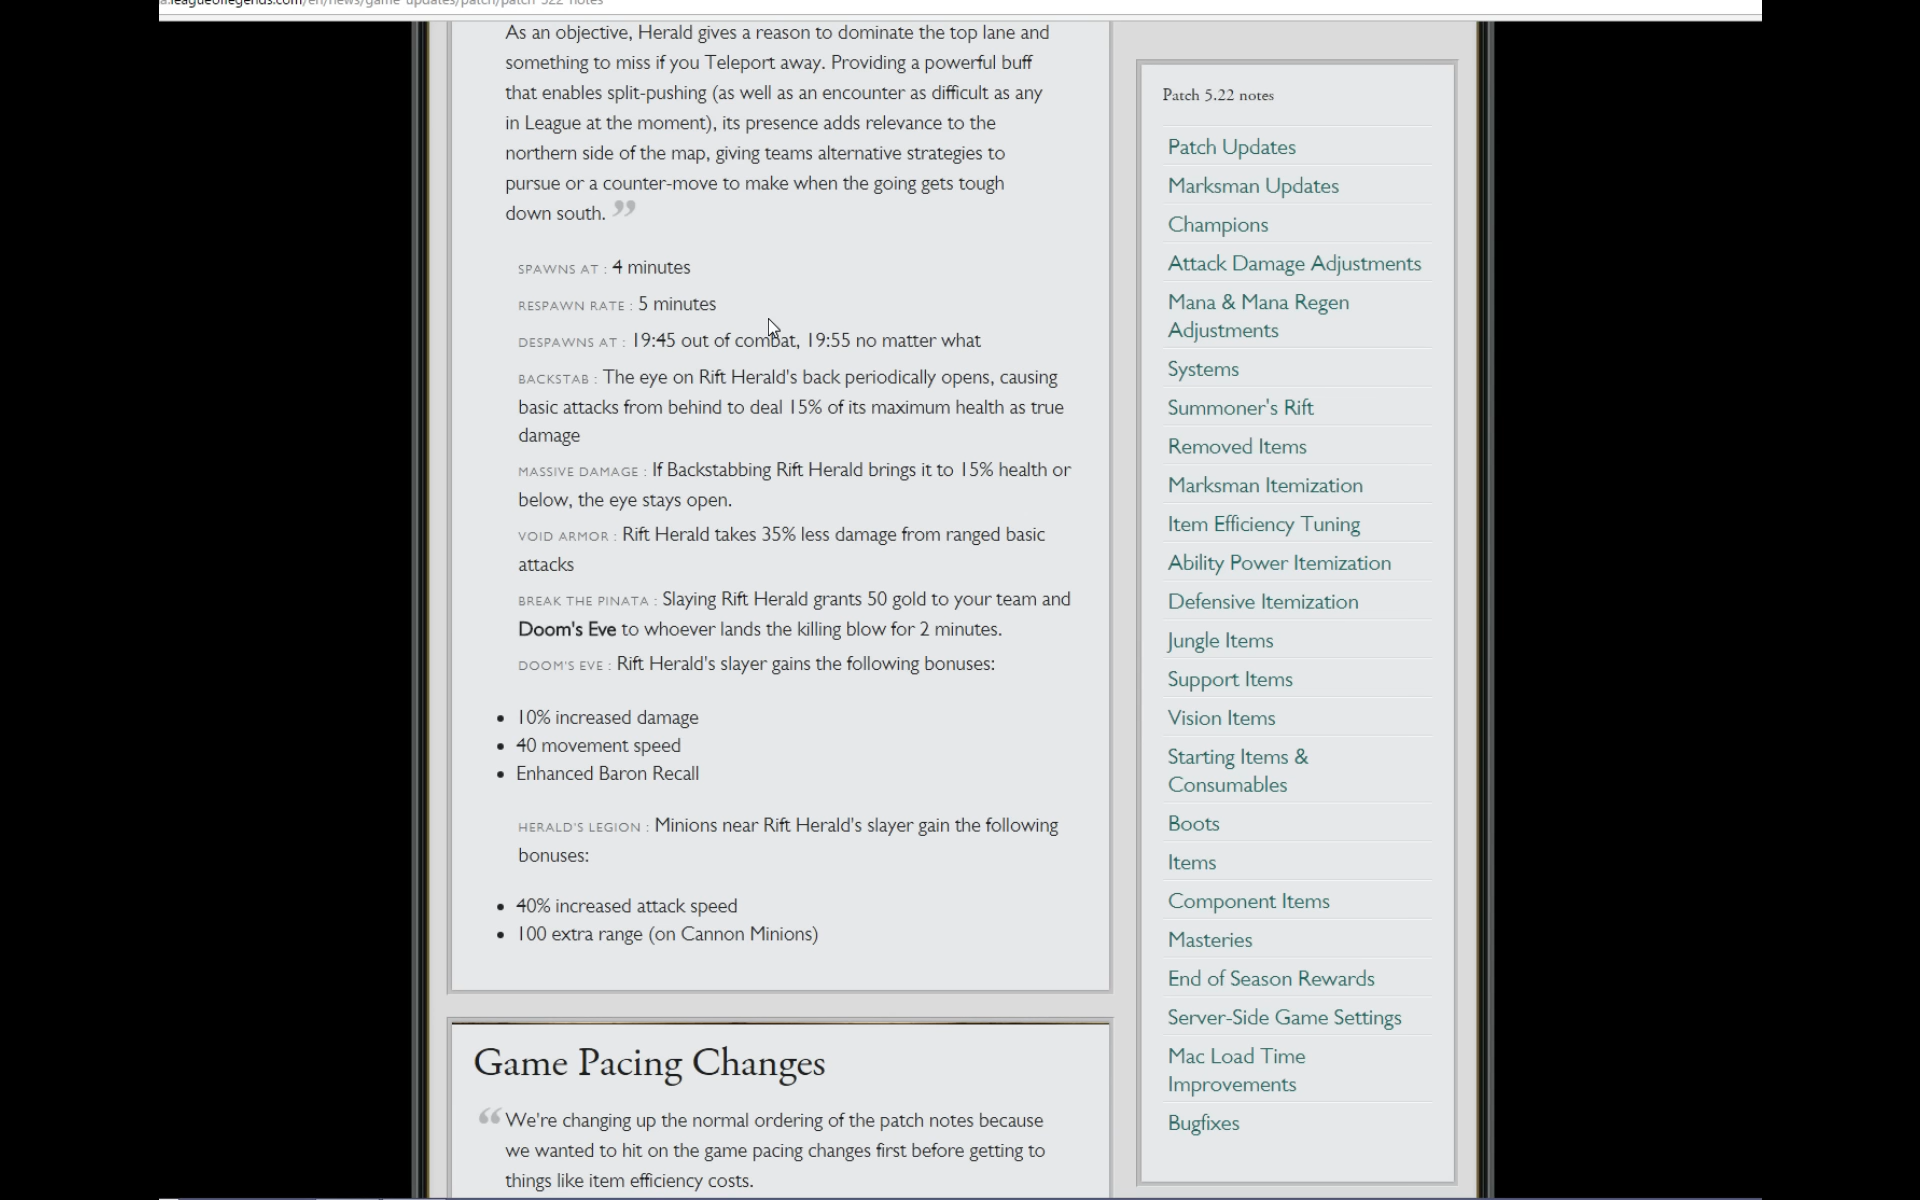 a.leagueoflegends.com/en/news/game-updates/patch/patch-522-notes
As an objective, Herald gives a reason to dominate the top lane and
something to miss if you Teleport away. Providing a powerful buff
that enables split-pushing (as well as an encounter as difficult as any
in League at the moment), its presence adds relevance to the
northern side of the map, giving teams alternative strategies to
pursue or a counter-move to make when the going gets tough
down south. ”
SPAWNS AT : 4 minutes
RESPAWN RATE : 5 minutes
DESPAWNS AT : 19:45 out of combat, 19:55 no matter what
BACKSTAB : The eye on Rift Herald's back periodically opens, causing
basic attacks from behind to deal 15% of its maximum health as true
damage
MASSIVE DAMAGE : If Backstabbing Rift Herald brings it to 15% health or
below, the eye stays open.
VOID ARMOR : Rift Herald takes 35% less damage from ranged basic
attacks
BREAK THE PINATA : Slaying Rift Herald grants 50 gold to your team and
Doom's Eve to whoever lands the killing blow for 2 minutes.
DOOM'S EVE : Rift Herald's slayer gains the following bonuses:
• 10% increased damage
• 40 movement speed
• Enhanced Baron Recall
HERALD'S LEGION : Minions near Rift Herald's slayer gain the following
bonuses:
• 40% increased attack speed
• 100 extra range (on Cannon Minions)
Game Pacing Changes
“ We're changing up the normal ordering of the patch notes because
we wanted to hit on the game pacing changes first before getting to
things like item efficiency costs.
Patch 5.22 notes
Patch Updates
Marksman Updates
Champions
Attack Damage Adjustments
Mana & Mana Regen
Adjustments
Systems
Summoner's Rift
Removed Items
Marksman Itemization
Item Efficiency Tuning
Ability Power Itemization
Defensive Itemization
Jungle Items
Support Items
Vision Items
Starting Items &
Consumables
Boots
Items
Component Items
Masteries
End of Season Rewards
Server-Side Game Settings
Mac Load Time
Improvements
Bugfixes